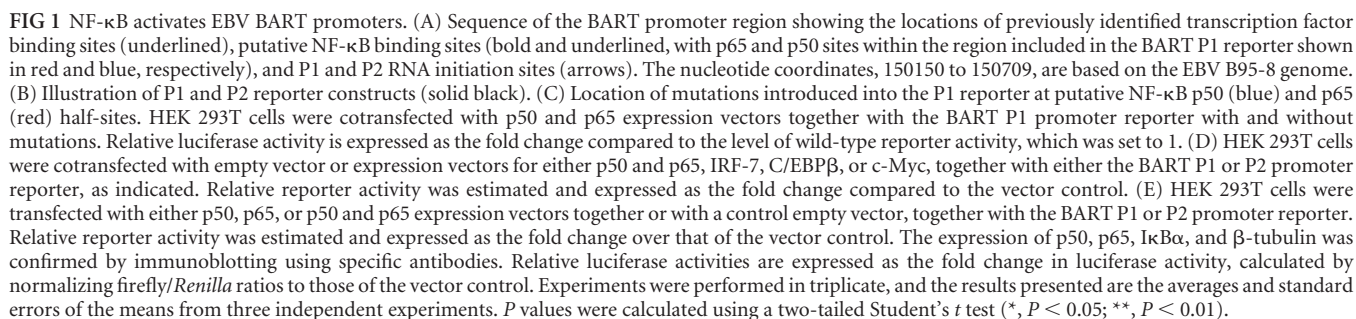 FIG 1 NF-κB activates EBV BART promoters. (A) Sequence of the BART promoter region showing the locations of previously identified transcription factor
binding sites (underlined), putative NF-κB binding sites (bold and underlined, with p65 and p50 sites within the region included in the BART P1 reporter shown
in red and blue, respectively), and P1 and P2 RNA initiation sites (arrows). The nucleotide coordinates, 150150 to 150709, are based on the EBV B95-8 genome.
(B) Illustration of P1 and P2 reporter constructs (solid black). (C) Location of mutations introduced into the P1 reporter at putative NF-κB p50 (blue) and p65
(red) half-sites. HEK 293T cells were cotransfected with p50 and p65 expression vectors together with the BART P1 promoter reporter with and without
mutations. Relative luciferase activity is expressed as the fold change compared to the level of wild-type reporter activity, which was set to 1. (D) HEK 293T cells
were cotransfected with empty vector or expression vectors for either p50 and p65, IRF-7, C/EBPβ, or c-Myc, together with either the BART P1 or P2 promoter
reporter, as indicated. Relative reporter activity was estimated and expressed as the fold change compared to the vector control. (E) HEK 293T cells were
transfected with either p50, p65, or p50 and p65 expression vectors together or with a control empty vector, together with the BART P1 or P2 promoter reporter.
Relative reporter activity was estimated and expressed as the fold change over that of the vector control. The expression of p50, p65, IκBα, and β-tubulin was
confirmed by immunoblotting using specific antibodies. Relative luciferase activities are expressed as the fold change in luciferase activity, calculated by
normalizing firefly/Renilla ratios to those of the vector control. Experiments were performed in triplicate, and the results presented are the averages and standard
errors of the means from three independent experiments. P values were calculated using a two-tailed Student's t test (*, P < 0.05; **, P < 0.01).